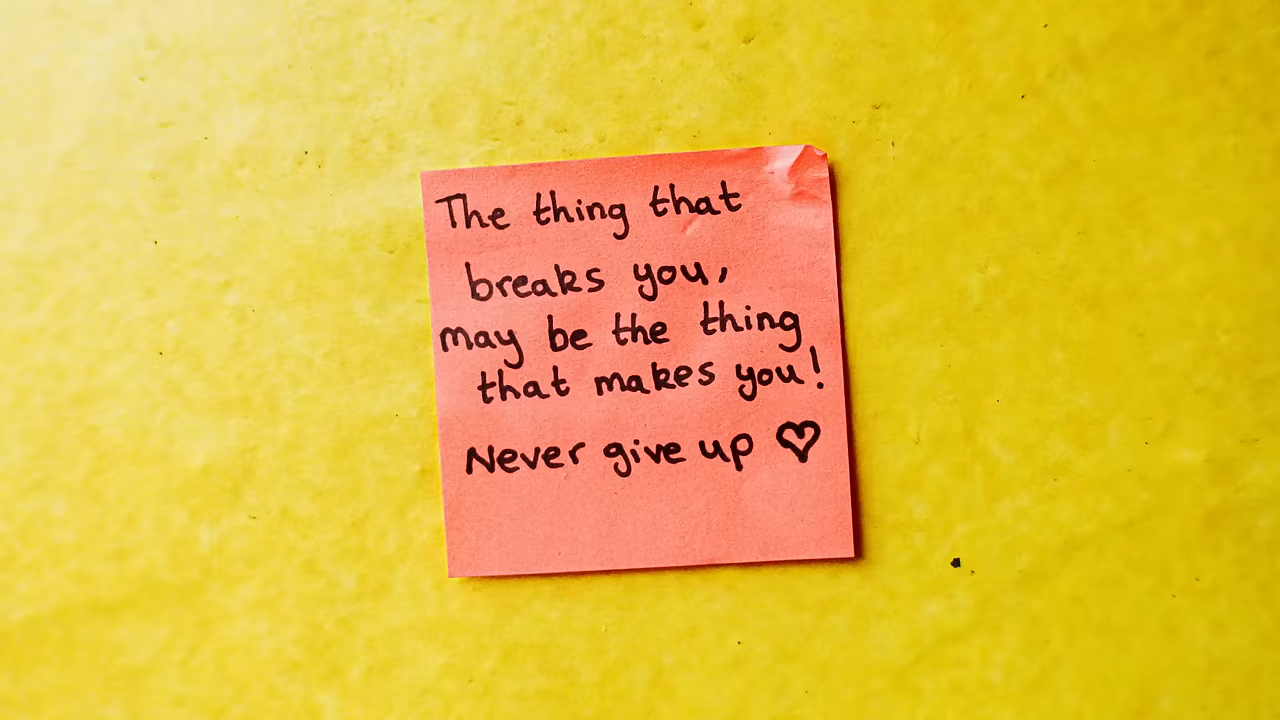 The thing that
breaks you,
may be the thing
that makes you!
Never give up ♡